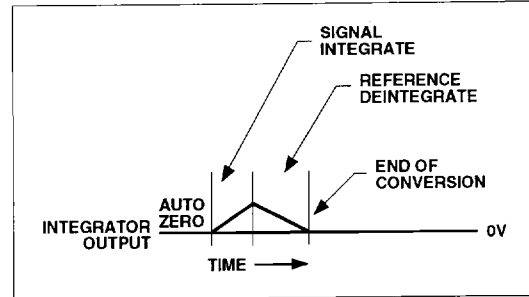 SIGNAL
INTEGRATE
REFERENCE
DEINTEGRATE
END OF
CONVERSION
AUTO
ZERO
INTEGRATOR
OUTPUT
0V
TIME